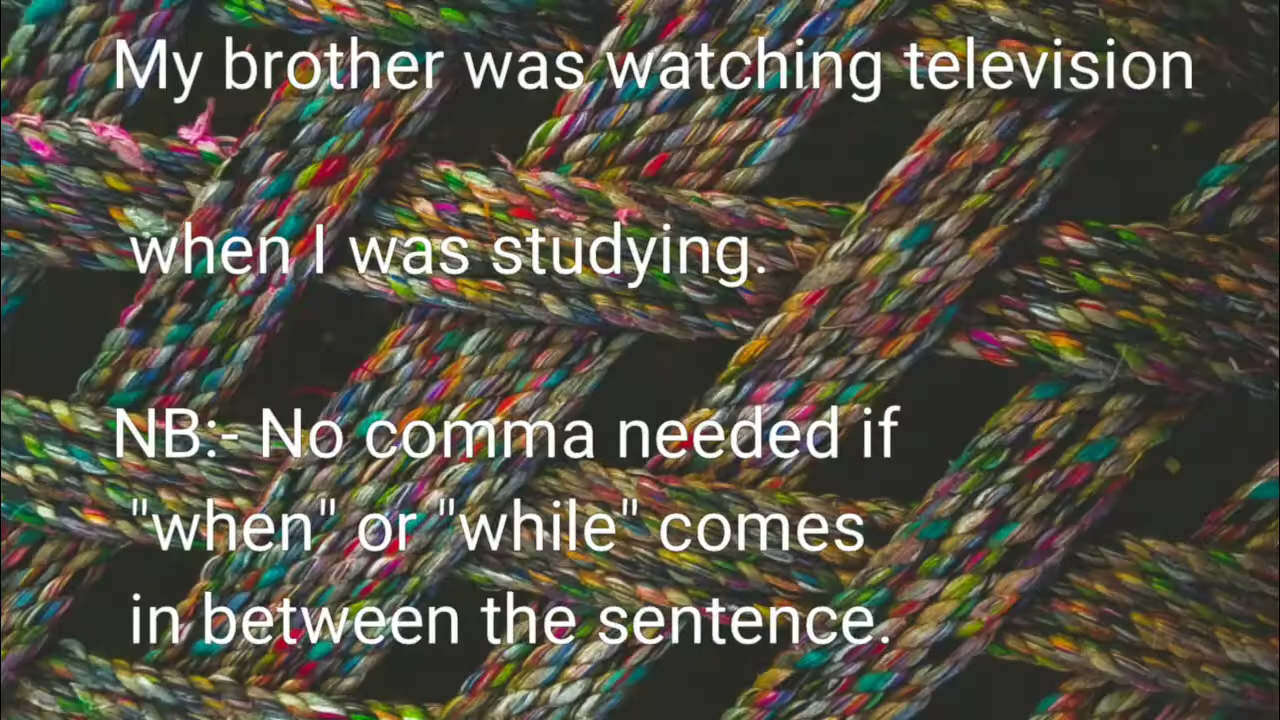 My brother was watching television
when I was studying.
NB:- No comma needed if
"when" or "while" comes
in between the sentence.